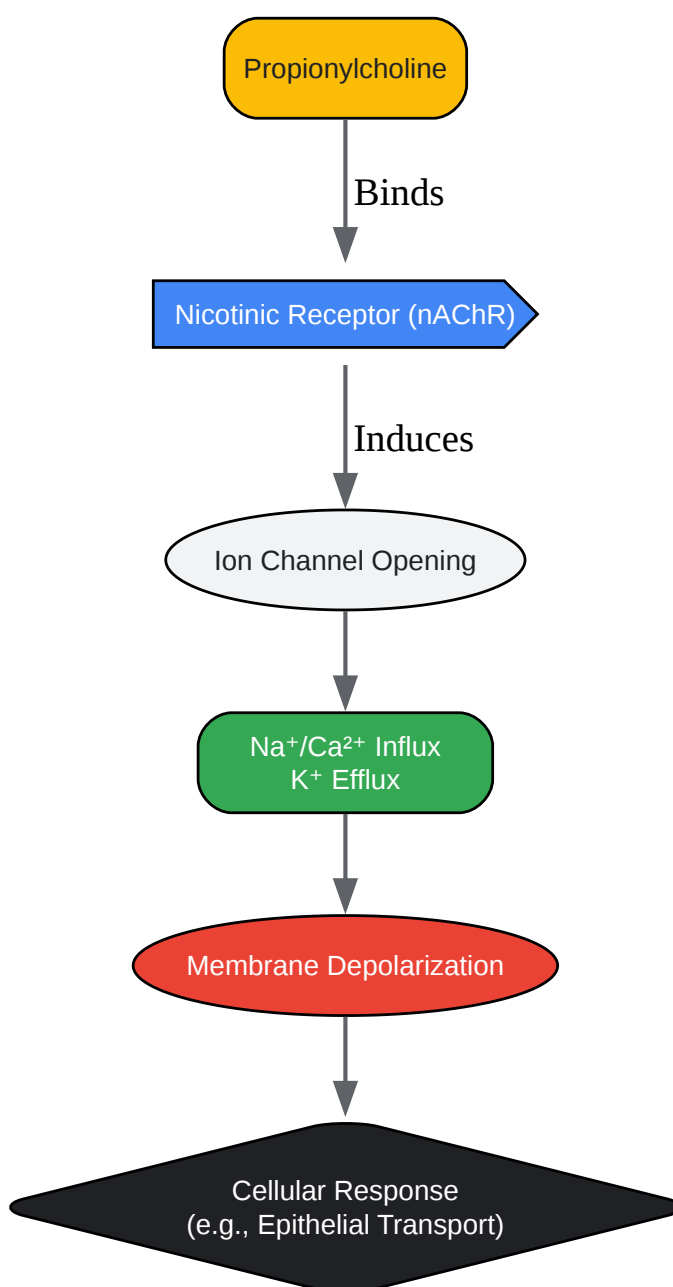 Propionylcholine
Binds
Nicotinic Receptor (nAChR)
Induces
Ion Channel Opening
Na⁺/Ca²⁺ Influx
K⁺ Efflux
Membrane Depolarization
Cellular Response
(e.g., Epithelial Transport)